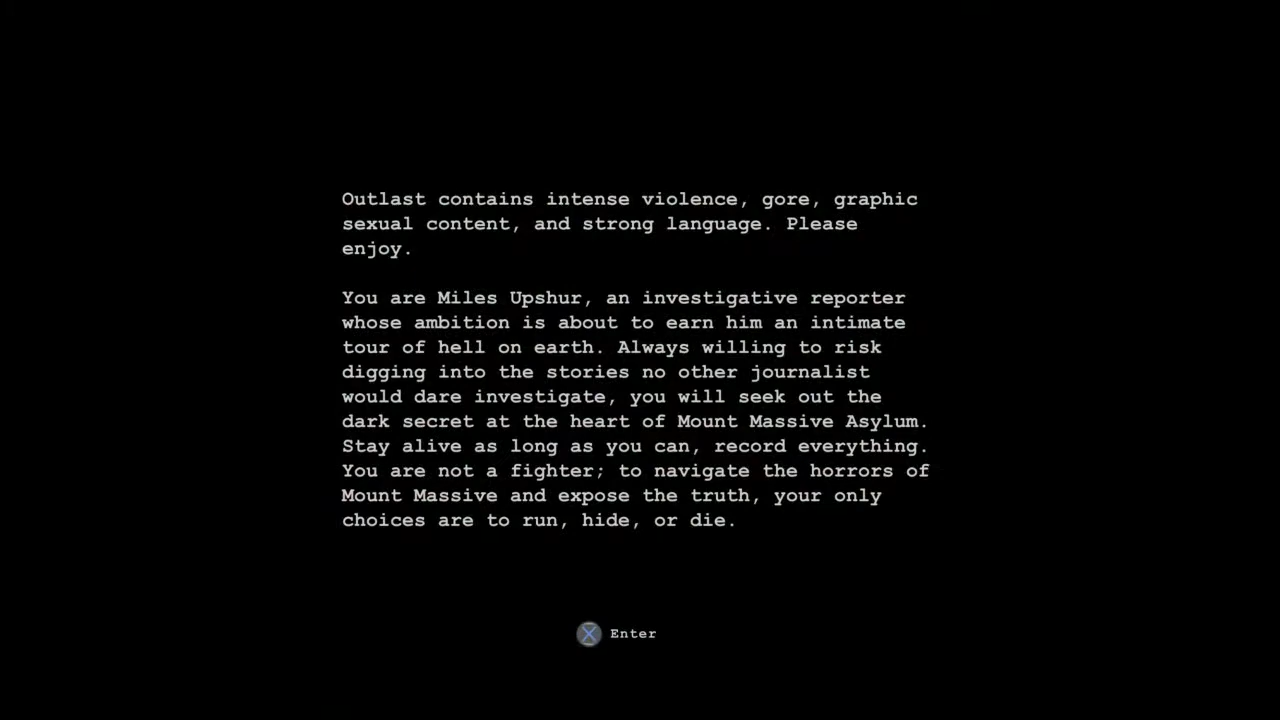 Outlast contains intense violence, gore, graphic
sexual content, and strong language. Please
enjoy.
You are Miles Upshur, an investigative reporter
whose ambition is about to earn him an intimate
tour of hell on earth. Always willing to risk
digging into the stories no other journalist
would dare investigate, you will seek out the
dark secret at the heart of Mount Massive Asylum.
Stay alive as long as you can, record everything.
You are not a fighter; to navigate the horrors of
Mount Massive and expose the truth, your only
choices are to run, hide, or die.
Enter